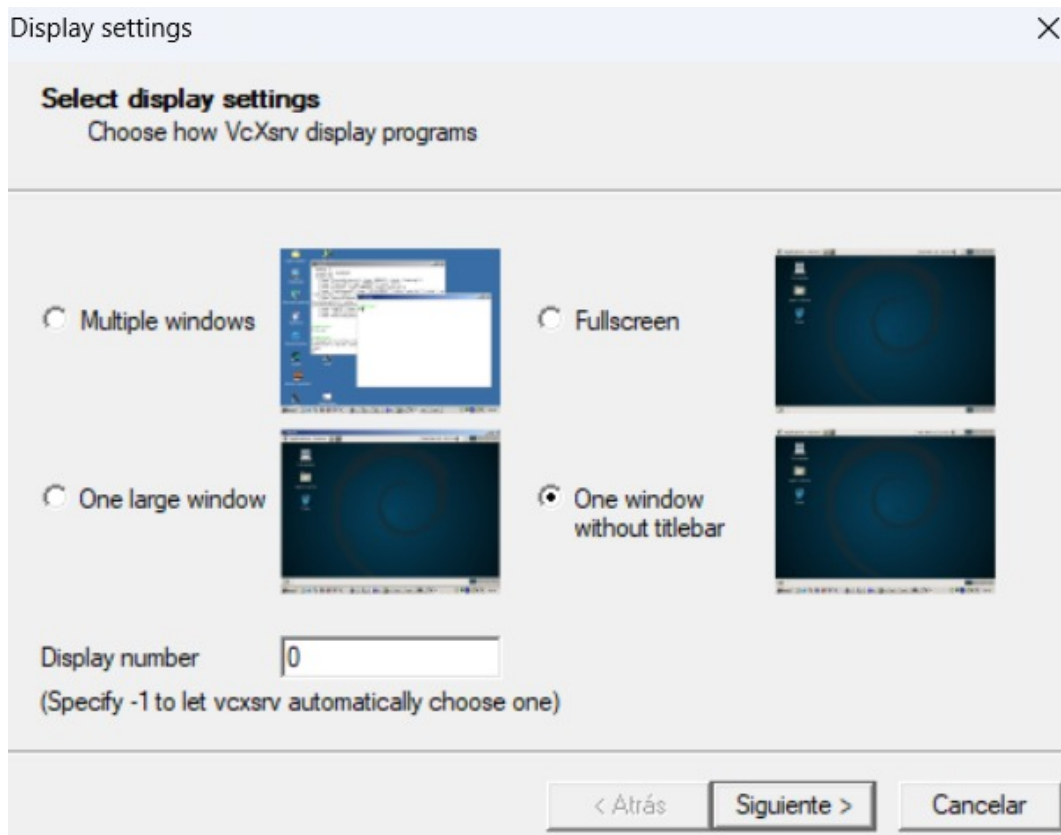 Display settings
Select display settings
Choose how VcXsrv display programs
Multiple windows
Fullscreen
One large window
One window
without titlebar
Display number
0
(Specify -1 to let vcxsrv automatically choose one)
< Atrás
Siguiente >
Cancelar